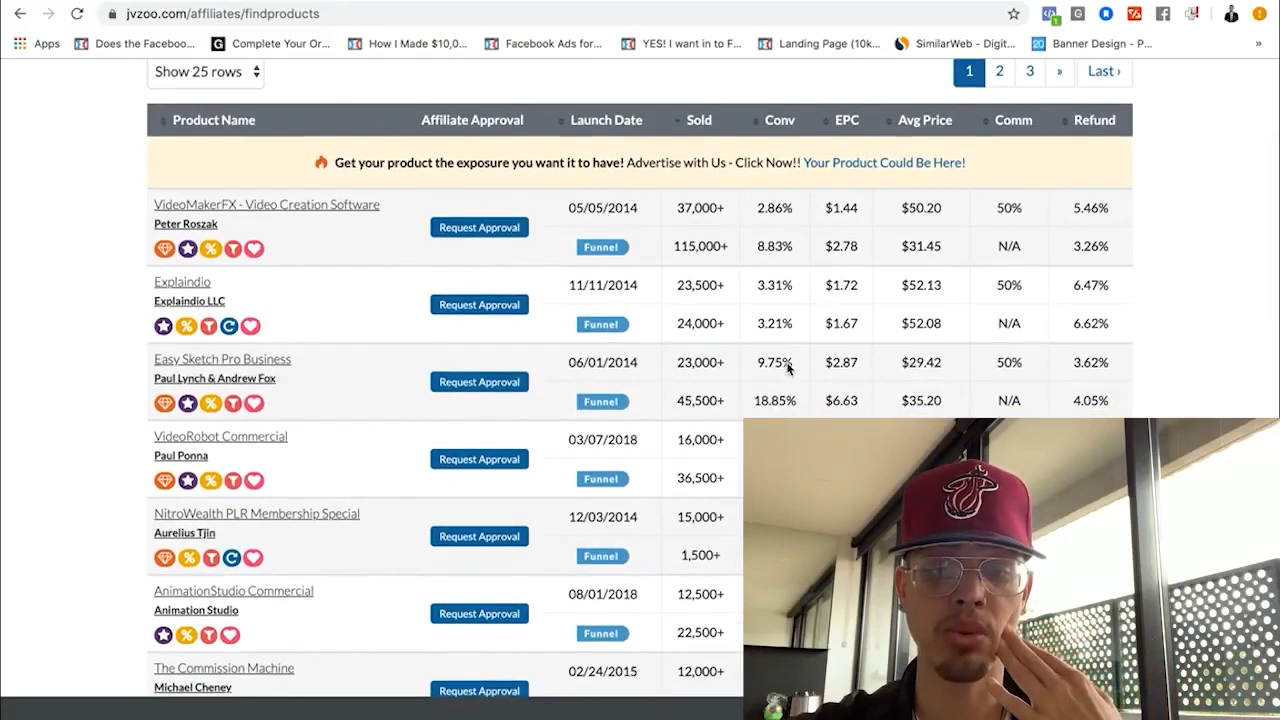 jvzoo.com/affiliates/findproducts
Apps Does the Faceboo... Complete Your Or... How I Made $10,0... Facebook Ads for... YES! I want in to F... Landing Page (10k... SimilarWeb - Digit... Banner Design - P... »
Show 25 rows 1 2 3 » Last ›
Product Name Affiliate Approval Launch Date Sold Conv EPC Avg Price Comm Refund
Get your product the exposure you want it to have! Advertise with Us - Click Now!! Your Product Could Be Here!
VideoMakerFX - Video Creation Software
Peter Roszak
Request Approval
05/05/2014 37,000+ 2.86% $1.44 $50.20 50% 5.46%
Funnel 115,000+ 8.83% $2.78 $31.45 N/A 3.26%
Explaindio
Explaindio LLC
Request Approval
11/11/2014 23,500+ 3.31% $1.72 $52.13 50% 6.47%
Funnel 24,000+ 3.21% $1.67 $52.08 N/A 6.62%
Easy Sketch Pro Business
Paul Lynch & Andrew Fox
Request Approval
06/01/2014 23,000+ 9.75% $2.87 $29.42 50% 3.62%
Funnel 45,500+ 18.85% $6.63 $35.20 N/A 4.05%
VideoRobot Commercial
Paul Ponna
Request Approval
03/07/2018 16,000+
Funnel 36,500+
NitroWealth PLR Membership Special
Aurelius Tjin
Request Approval
12/03/2014 15,000+
Funnel 1,500+
AnimationStudio Commercial
Animation Studio
Request Approval
08/01/2018 12,500+
Funnel 22,500+
The Commission Machine
Michael Cheney
Request Approval
02/24/2015 12,000+